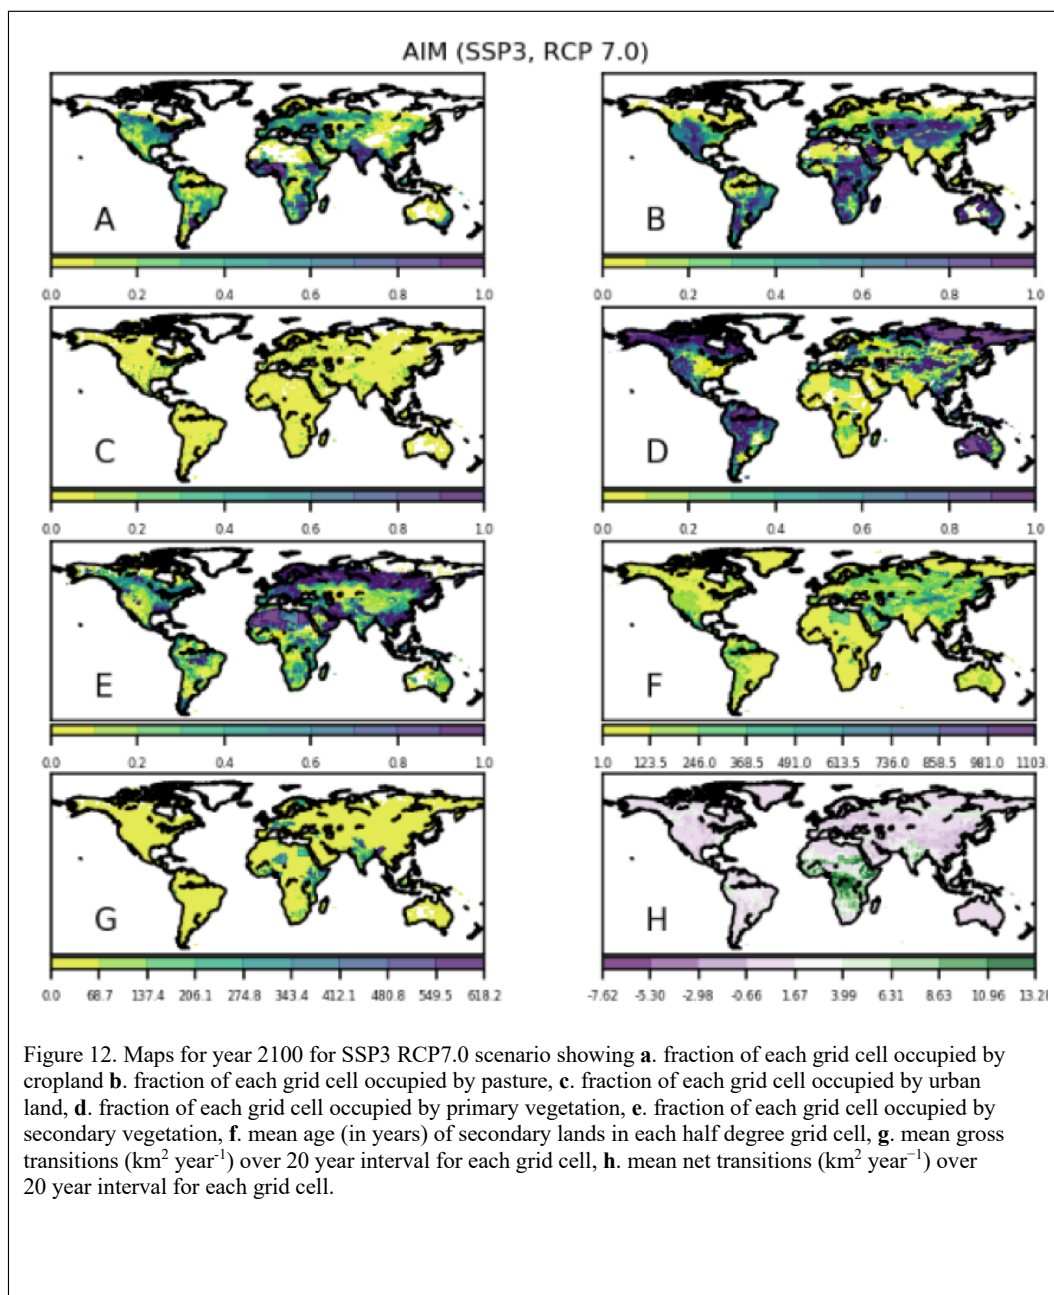 AIM (SSP3, RCP 7.0)
A
B
0.0 0.2 0.4 0.6 0.8 1.0
0.0 0.2 0.4 0.6 0.8 1.0
C
D
0.0 0.2 0.4 0.6 0.8 1.0
0.0 0.2 0.4 0.6 0.8 1.0
E
F
0.0 0.2 0.4 0.6 0.8 1.0
1.0 123.5 246.0 368.5 491.0 613.5 736.0 858.5 981.0 1103.
G
H
0.0 68.7 137.4 206.1 274.8 343.4 412.1 480.8 549.5 618.2
-7.62 -5.30 -2.98 -0.66 1.67 3.99 6.31 8.63 10.96 13.28
Figure 12. Maps for year 2100 for SSP3 RCP7.0 scenario showing a. fraction of each grid cell occupied by
cropland b. fraction of each grid cell occupied by pasture, c. fraction of each grid cell occupied by urban
land, d. fraction of each grid cell occupied by primary vegetation, e. fraction of each grid cell occupied by
secondary vegetation, f. mean age (in years) of secondary lands in each half degree grid cell, g. mean gross
transitions (km² year⁻¹) over 20 year interval for each grid cell, h. mean net transitions (km² year⁻¹) over
20 year interval for each grid cell.